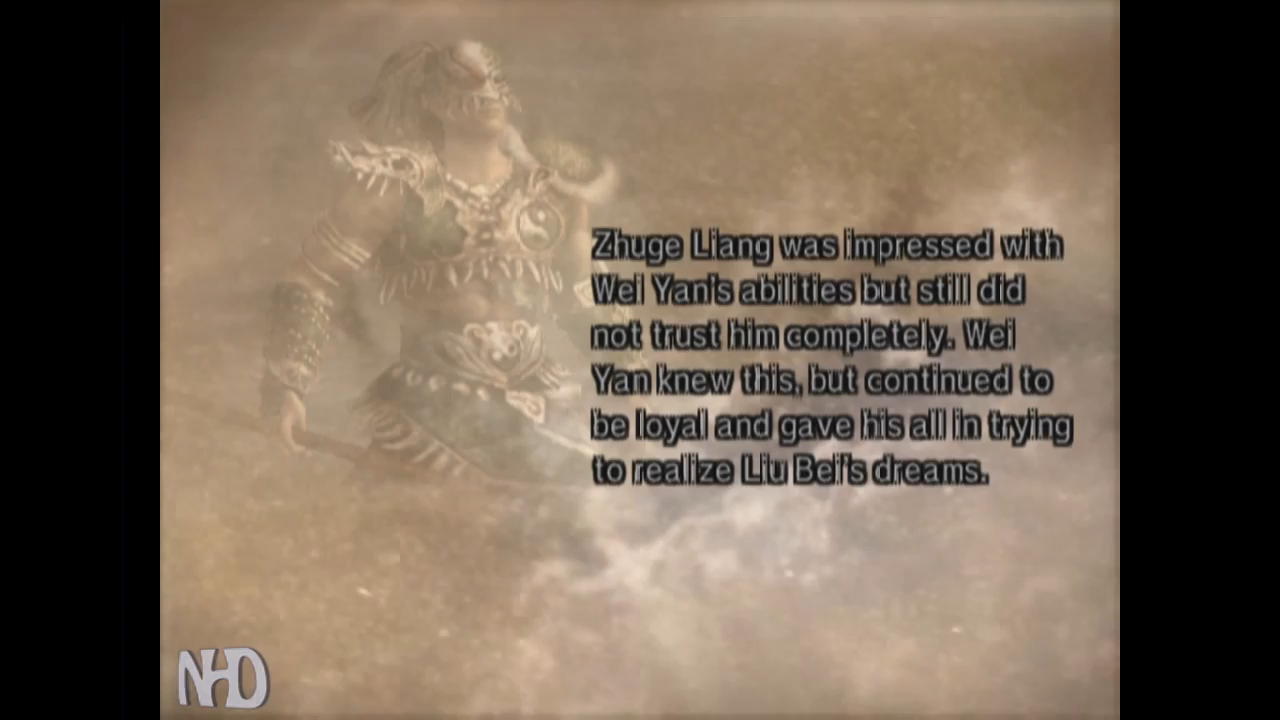 Zhuge Liang was impressed with
Wei Yan's abilities but still did
not trust him completely. Wei
Yan knew this, but continued to
be loyal and gave his all in trying
to realize Liu Bei's dreams.
NHD